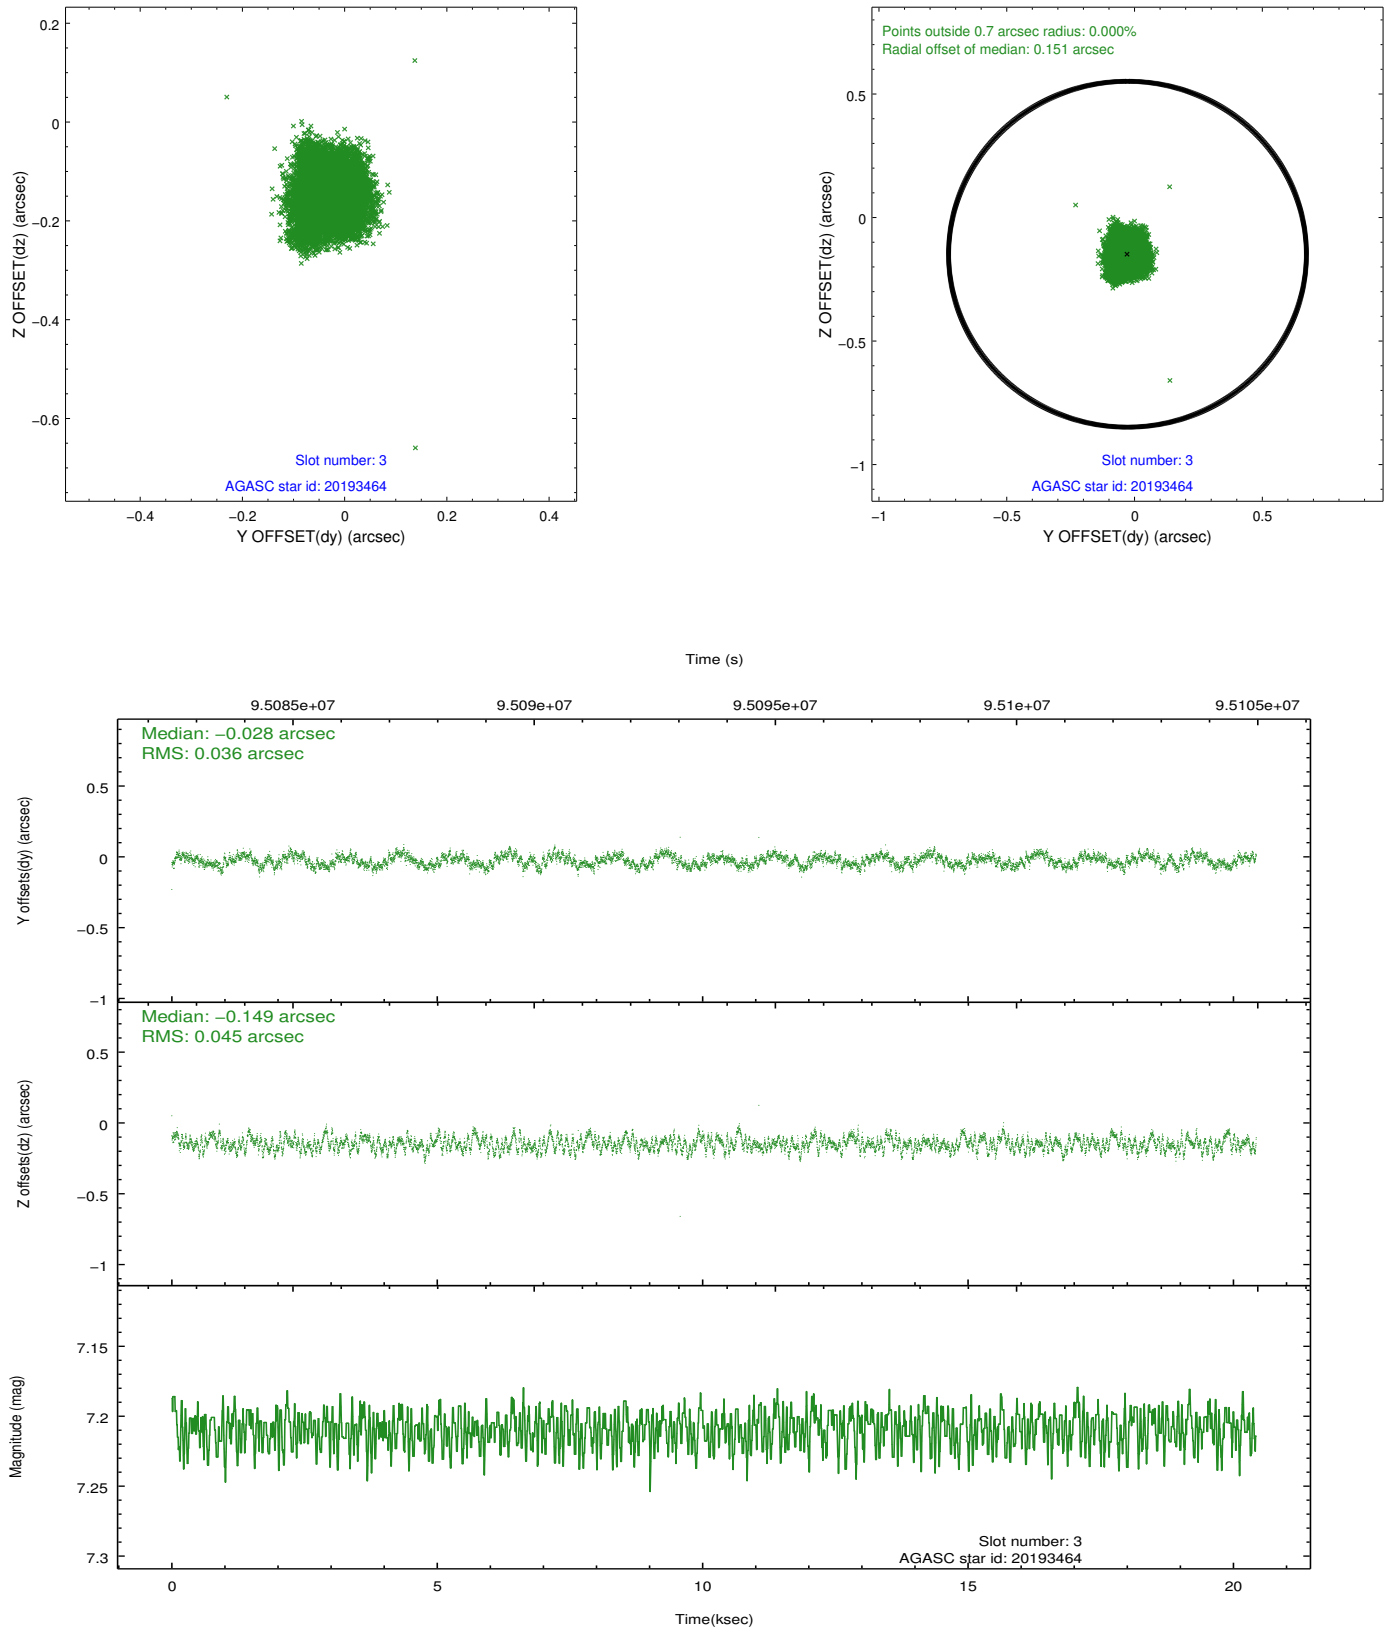 0.2
0
−0.2
−0.4
−0.6
Z OFFSET(dz) (arcsec)
Slot number: 3
AGASC star id: 20193464
−0.4
−0.2
0
0.2
0.4
Y OFFSET(dy) (arcsec)
Points outside 0.7 arcsec radius: 0.000%
Radial offset of median: 0.151 arcsec
0.5
0
−0.5
−1
Z OFFSET(dz) (arcsec)
Slot number: 3
AGASC star id: 20193464
−1
−0.5
0
0.5
Y OFFSET(dy) (arcsec)
Time (s)
9.5085e+07
9.509e+07
9.5095e+07
9.51e+07
9.5105e+07
Median: −0.028 arcsec
RMS: 0.036 arcsec
0.5
0
−0.5
−1
Y offsets(dy) (arcsec)
Median: −0.149 arcsec
RMS: 0.045 arcsec
0.5
0
−0.5
−1
Z offsets(dz) (arcsec)
7.15
7.2
7.25
7.3
Magnitude (mag)
Slot number: 3
AGASC star id: 20193464
0
5
10
15
20
Time(ksec)